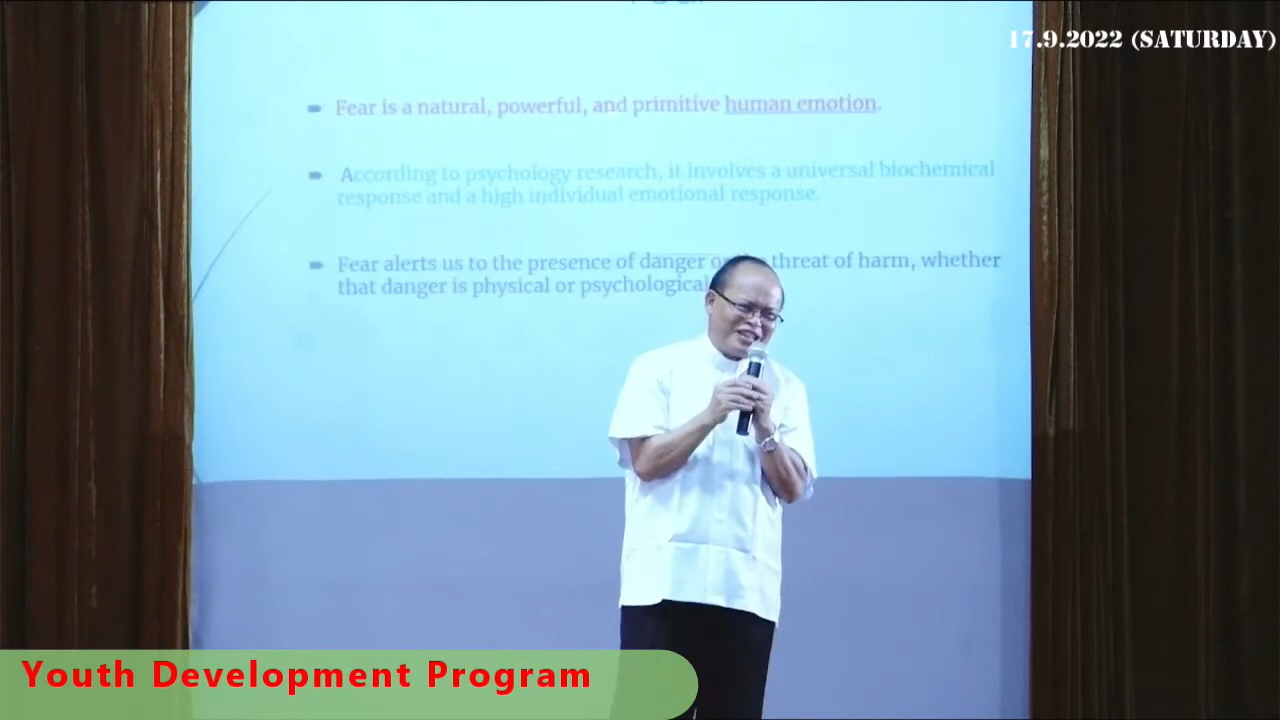 17.9.2022 (SATURDAY)
Fear is a natural, powerful, and primitive human emotion.
According to psychology research, it involves a universal biochemical
response and a high individual emotional response.
Fear alerts us to the presence of danger threat of harm, whether
that danger is physical or psychological
Youth Development Program